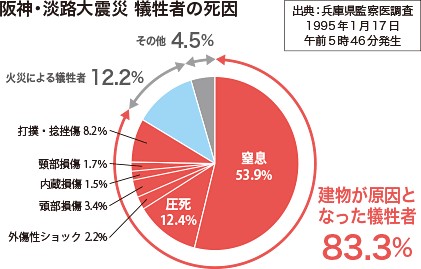 阪神・淡路大震災 犠牲者の死因
出典：兵庫県監察医調査
1995年1月17日
午前5時46分発生
その他 4.5%
火災による犠牲者 12.2%
打撲・捻挫傷 8.2%
頸部損傷 1.7%
内蔵損傷 1.5%
頭部損傷 3.4%
外傷性ショック 2.2%
窒息
53.9%
圧死
12.4%
建物が原因と
なった犠牲者
83.3%